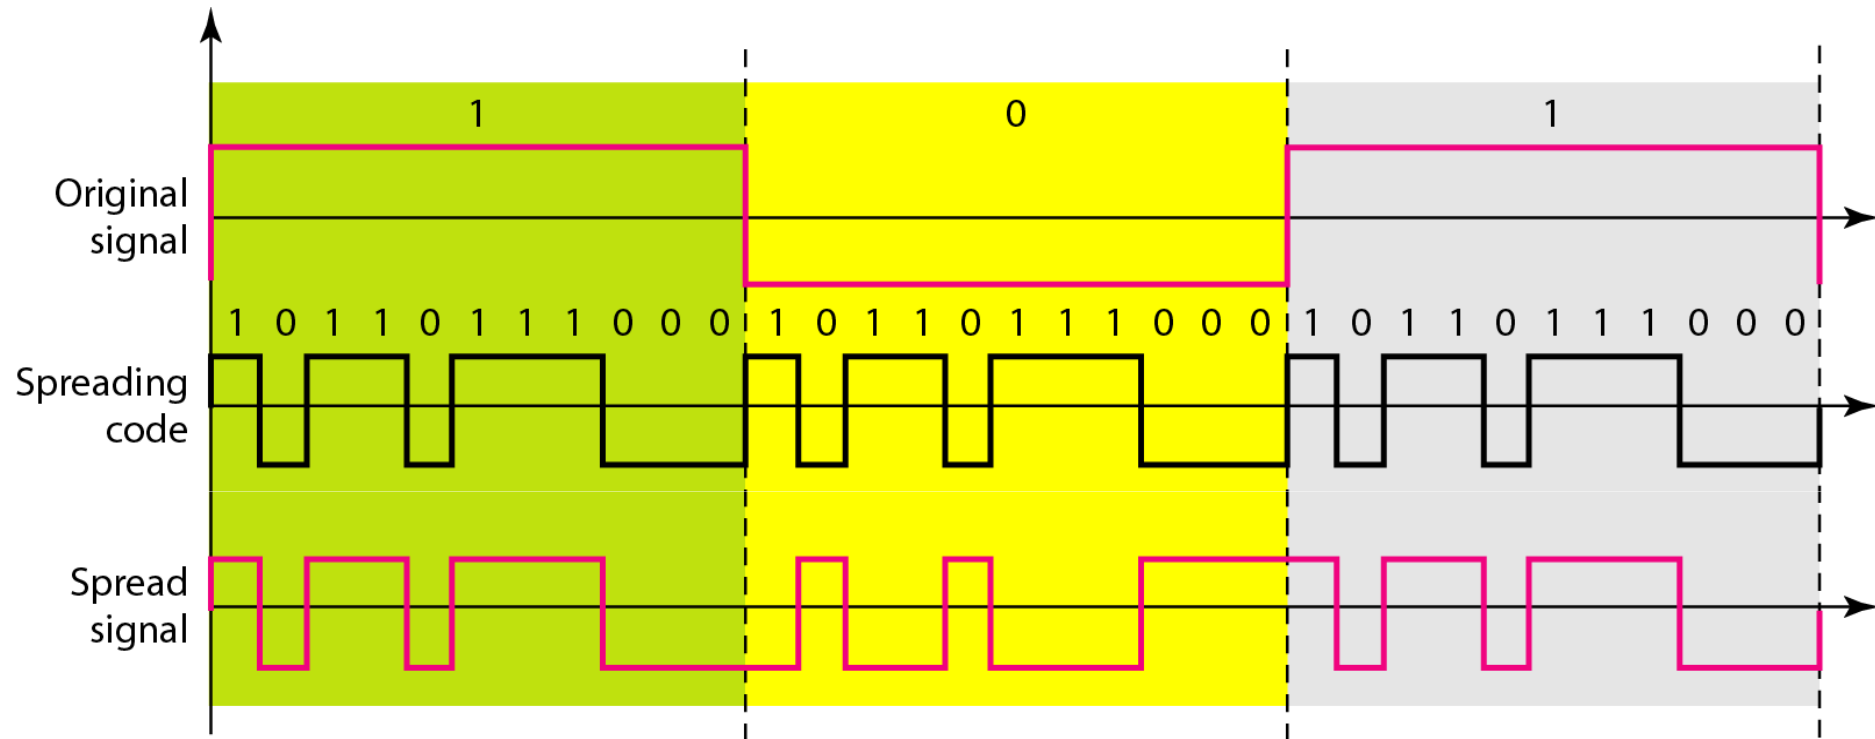 1 0 1
Original
signal
1 0 1 1 0 1 1 1 0 0 0 1 0 1 1 0 1 1 1 0 0 0 1 0 1 1 0 1 1 1 0 0 0
Spreading
code
Spread
signal